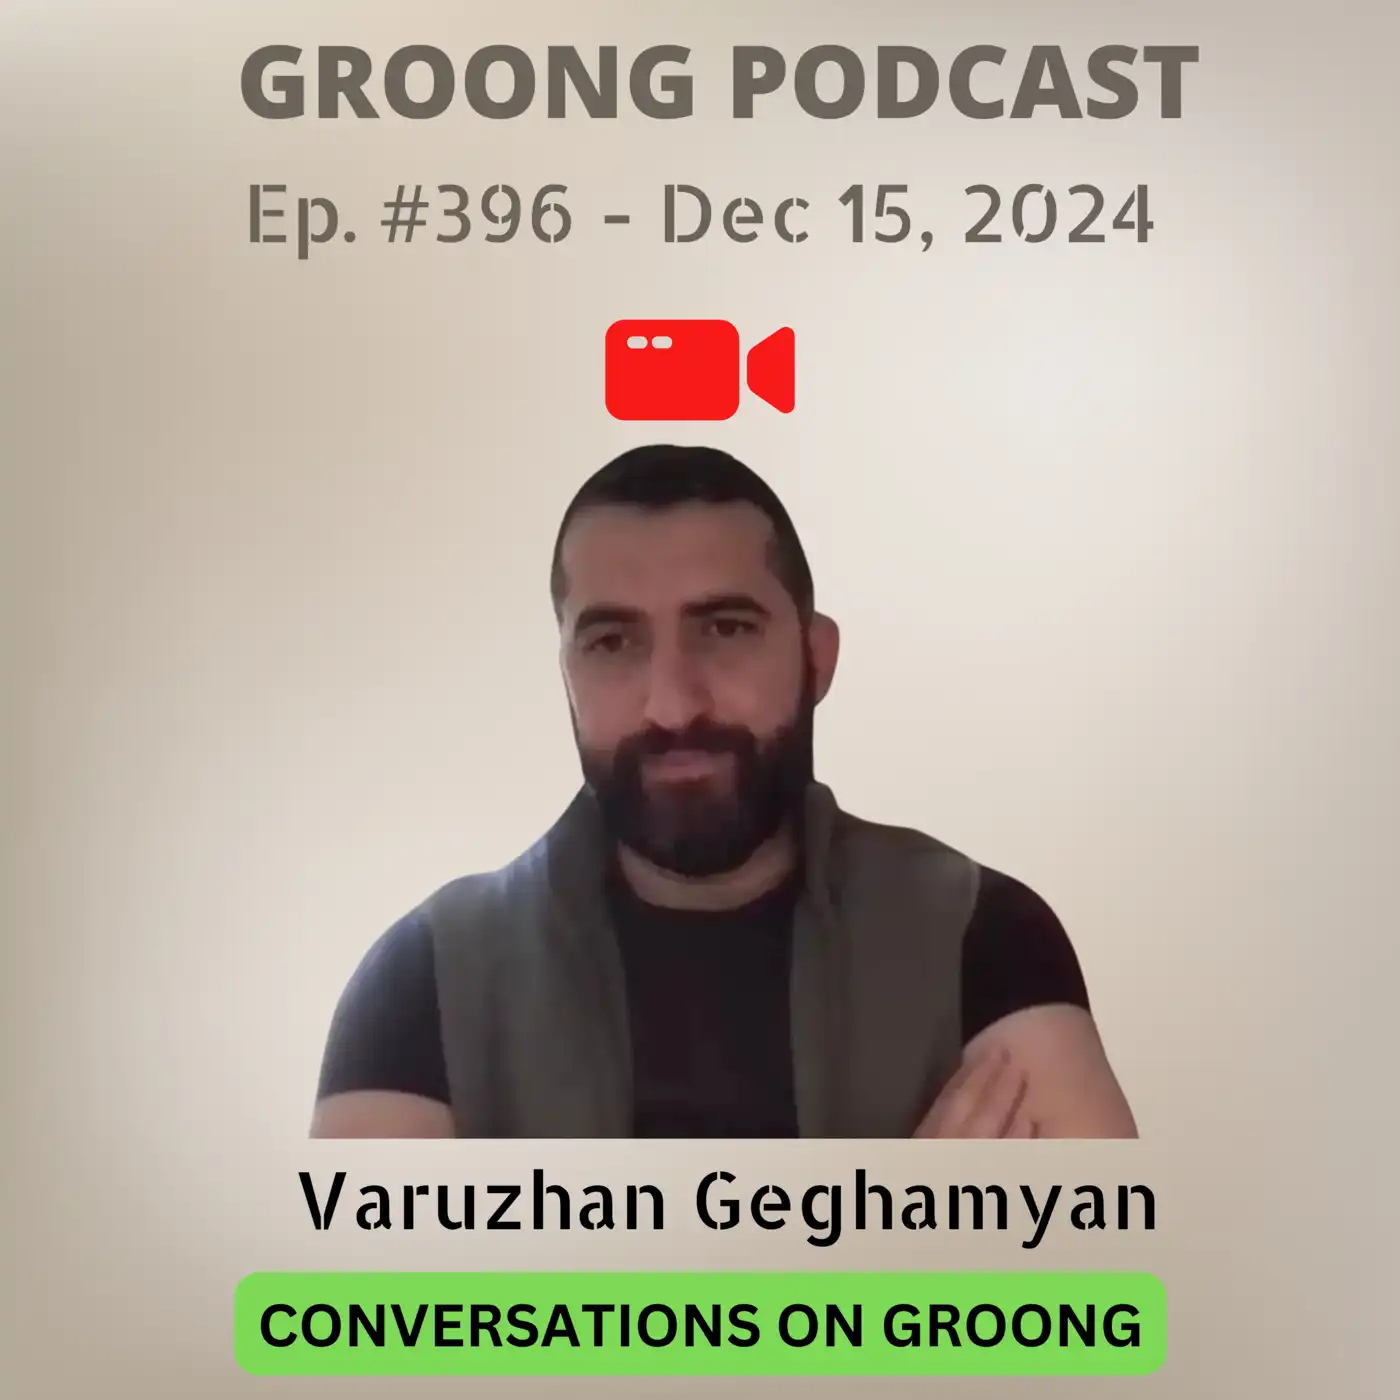 GROONG PODCAST
Ep. #396 - Dec 15, 2024
Varuzhan Geghamyan
CONVERSATIONS ON GROONG